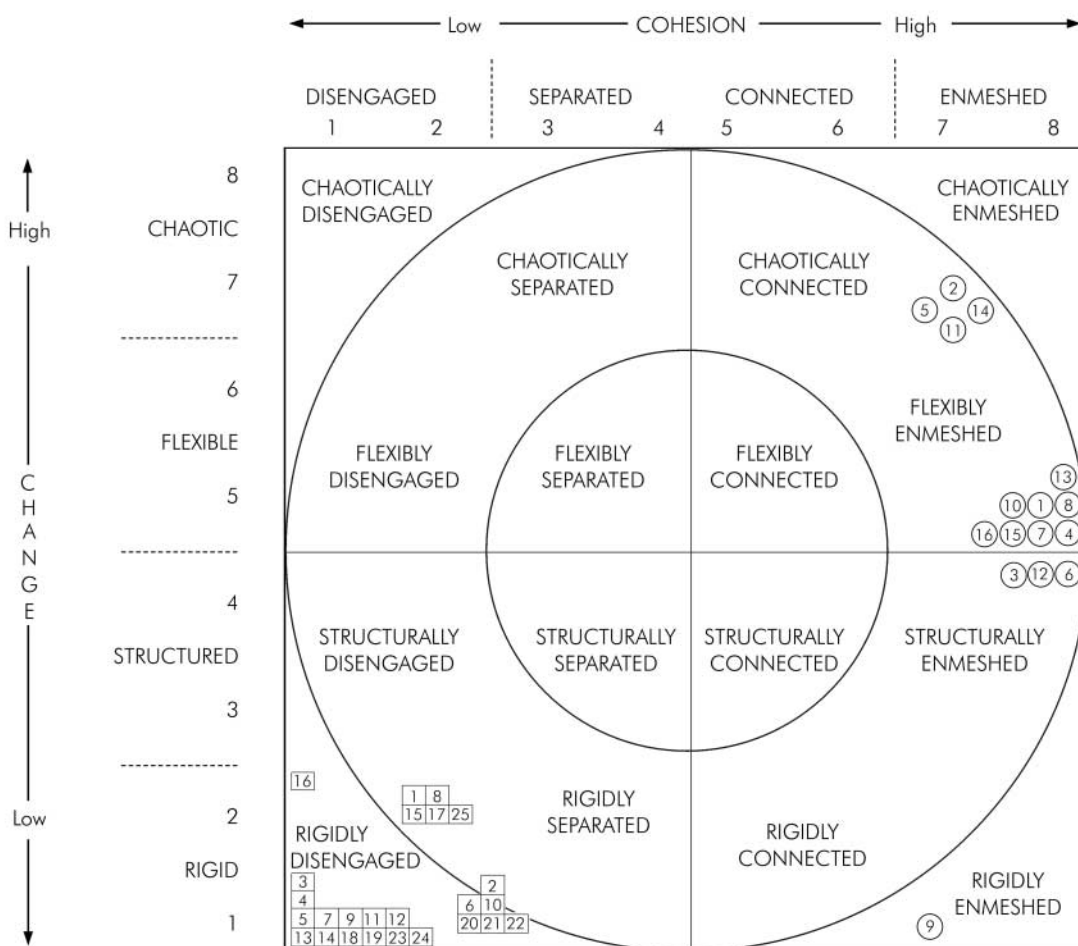 Low COHESION High
DISENGAGED SEPARATED CONNECTED ENMESHED
1 2 3 4 5 6 7 8
8
CHAOTICALLY
DISENGAGED
CHAOTICALLY
ENMESHED
High
CHAOTIC
CHAOTICALLY
SEPARATED
CHAOTICALLY
CONNECTED
7
2
5 14
11
6
FLEXIBLE
FLEXIBLY
DISENGAGED
FLEXIBLY
SEPARATED
FLEXIBLY
CONNECTED
FLEXIBLY
ENMESHED
13
5
10 1 8
16 15 7 4
CHANGE
3 12 6
4
STRUCTURED
STRUCTURALLY
DISENGAGED
STRUCTURALLY
SEPARATED
STRUCTURALLY
CONNECTED
STRUCTURALLY
ENMESHED
3
16
1 8
15 17 25
Low
2
RIGIDLY
DISENGAGED
RIGIDLY
SEPARATED
RIGIDLY
CONNECTED
RIGIDLY
ENMESHED
RIGID
3
4
5 7 9 11 12
13 14 18 19 23 24
2
6 10
20 21 22
1
9